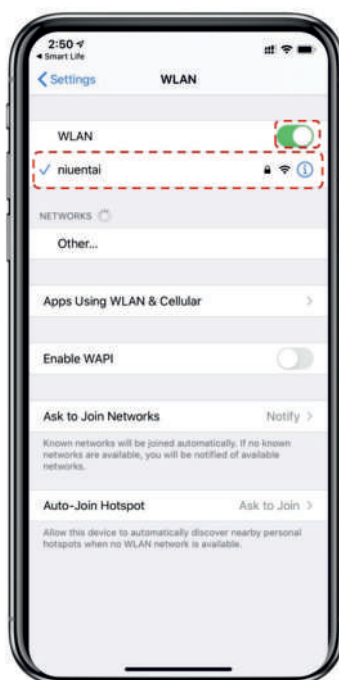 2:50
◀ Smart Life
Settings
WLAN
WLAN
niuentai
NETWORKS
Other...
Apps Using WLAN & Cellular
Enable WAPI
Ask to Join Networks
Notify
Known networks will be joined automatically. If no known
networks are available, you will be notified of available
networks.
Auto-Join Hotspot
Ask to Join
Allow this device to automatically discover nearby personal
hotspots when no WLAN network is available.